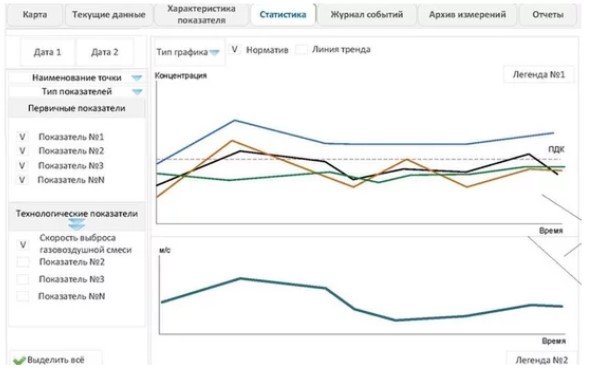 Карта
Текущие данные
Характеристика
показателя
Статистика
Журнал событий
Архив измерений
Отчеты
Дата 1
Дата 2
Наименование точки
Тип показателей
Первичные показатели
V Показатель №1
V Показатель №2
V Показатель №3
V Показатель №N
Технологические показатели
V Скорость выброса
газовоздушной смеси
Показатель №2
Показатель №3
Показатель №N
Выделить всё
Тип графика
V Норматив
Линия тренда
Концентрация
Легенда №1
ПДК
Время
м/с
Время
Легенда №2